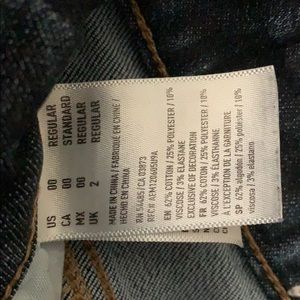 US 00 REGULAR
CA 00 STANDARD
MX 00 REGULAR
UK 2 REGULAR
MADE IN CHINA / FABRIQUÉ EN CHINE /
HECHO EN CHINA
EN: 62% COTTON / 25% POLYESTER / 10%
VISCOSE / 3% ELASTANE
EXCLUSIVE OF DECORATION
FR: 62% COTON / 25% POLYESTER / 10%
VISCOSE / 3% ÉLASTHANNE
À L'EXCEPTION DE LA GARNITURE
SP: 62% algodón / 25% poliéster / 10%
viscosa / 3% elastano